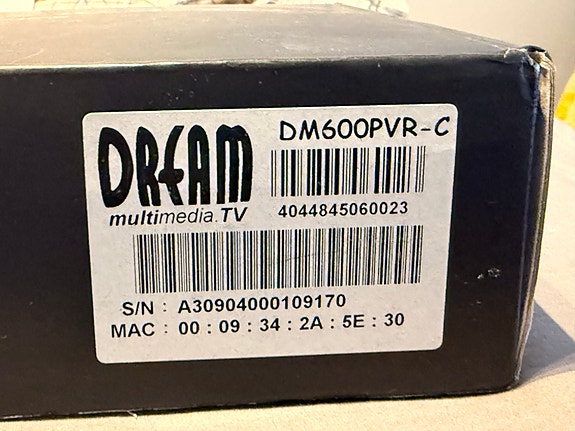 DREAM
multimedia.TV
DM600PVR-C
4044845060023
S/N : A30904000109170
MAC : 00 : 09 : 34 : 2A : 5E : 30